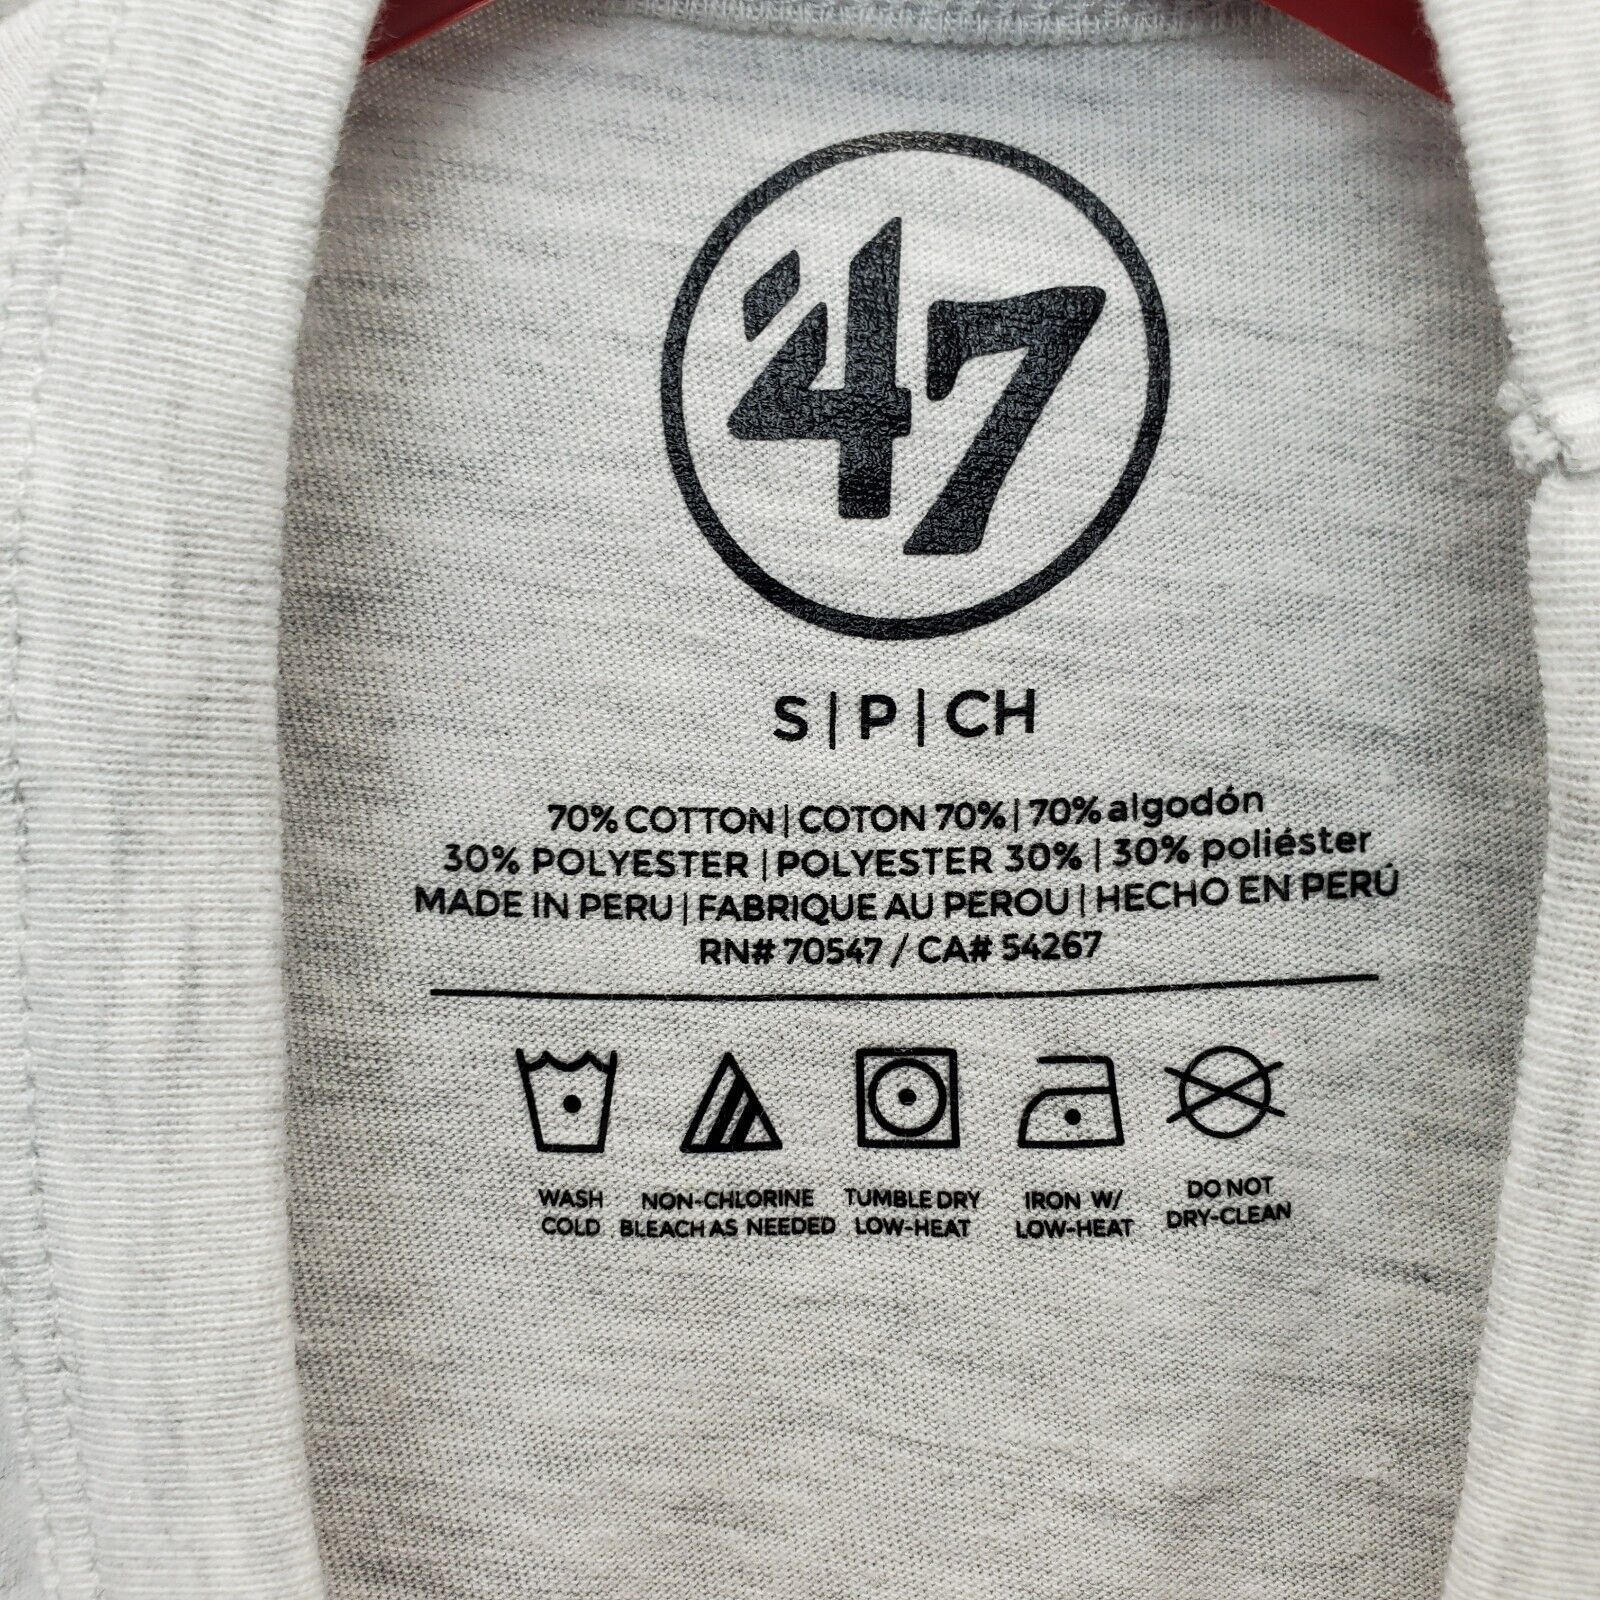 '47
S | P | CH
70% COTTON | COTON 70% | 70% algodón
30% POLYESTER | POLYESTER 30% | 30% poliéster
MADE IN PERU | FABRIQUE AU PEROU | HECHO EN PERÚ
RN# 70547 / CA# 54267
WASH COLD
NON-CHLORINE BLEACH AS NEEDED
TUMBLE DRY LOW-HEAT
IRON W/ LOW-HEAT
DO NOT DRY-CLEAN